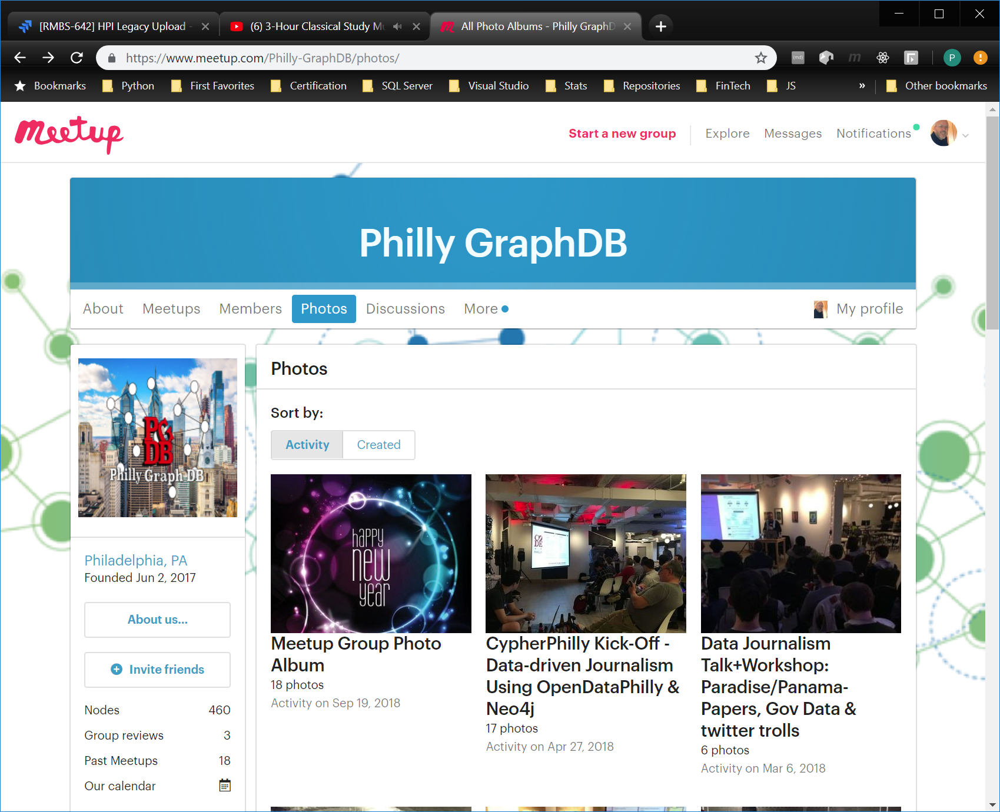 [RMBS-642] HPI Legacy Upload -
(6) 3-Hour Classical Study Mu
All Photo Albums - Philly GraphD
https://www.meetup.com/Philly-GraphDB/photos/
P
Bookmarks
Python
First Favorites
Certification
SQL Server
Visual Studio
Stats
Repositories
FinTech
JS
»
Other bookmarks
Meetup
Start a new group
Explore
Messages
Notifications
Philly GraphDB
About
Meetups
Members
Photos
Discussions
More
My profile
PGDB
Philly Graph DB
Philadelphia, PA
Founded Jun 2, 2017
About us...
Invite friends
Nodes 460
Group reviews 3
Past Meetups 18
Our calendar
Photos
Sort by:
Activity
Created
happy
new
year
Meetup Group Photo
Album
18 photos
Activity on Sep 19, 2018
CODE
CypherPhilly Kick-Off -
Data-driven Journalism
Using OpenDataPhilly &
Neo4j
17 photos
Activity on Apr 27, 2018
Data Journalism
Talk+Workshop:
Paradise/Panama-
Papers, Gov Data &
twitter trolls
6 photos
Activity on Mar 6, 2018